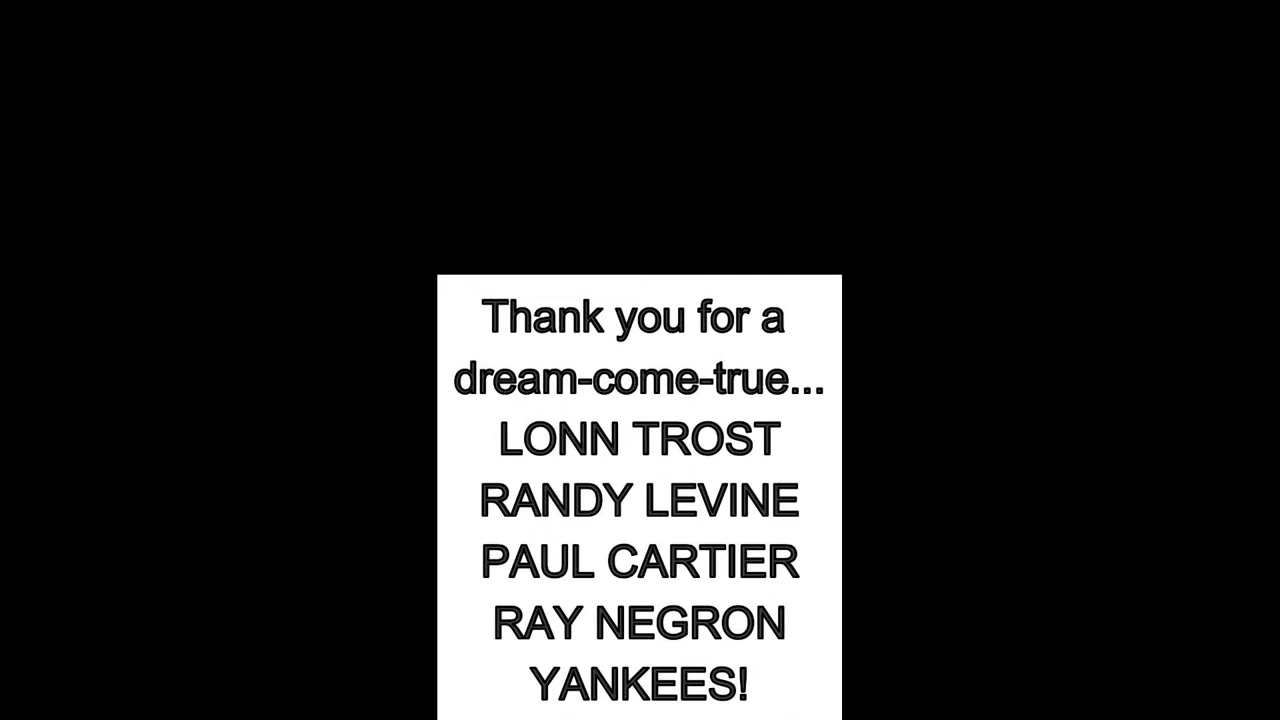 Thank you for a
dream-come-true...
LONN TROST
RANDY LEVINE
PAUL CARTIER
RAY NEGRON
YANKEES!